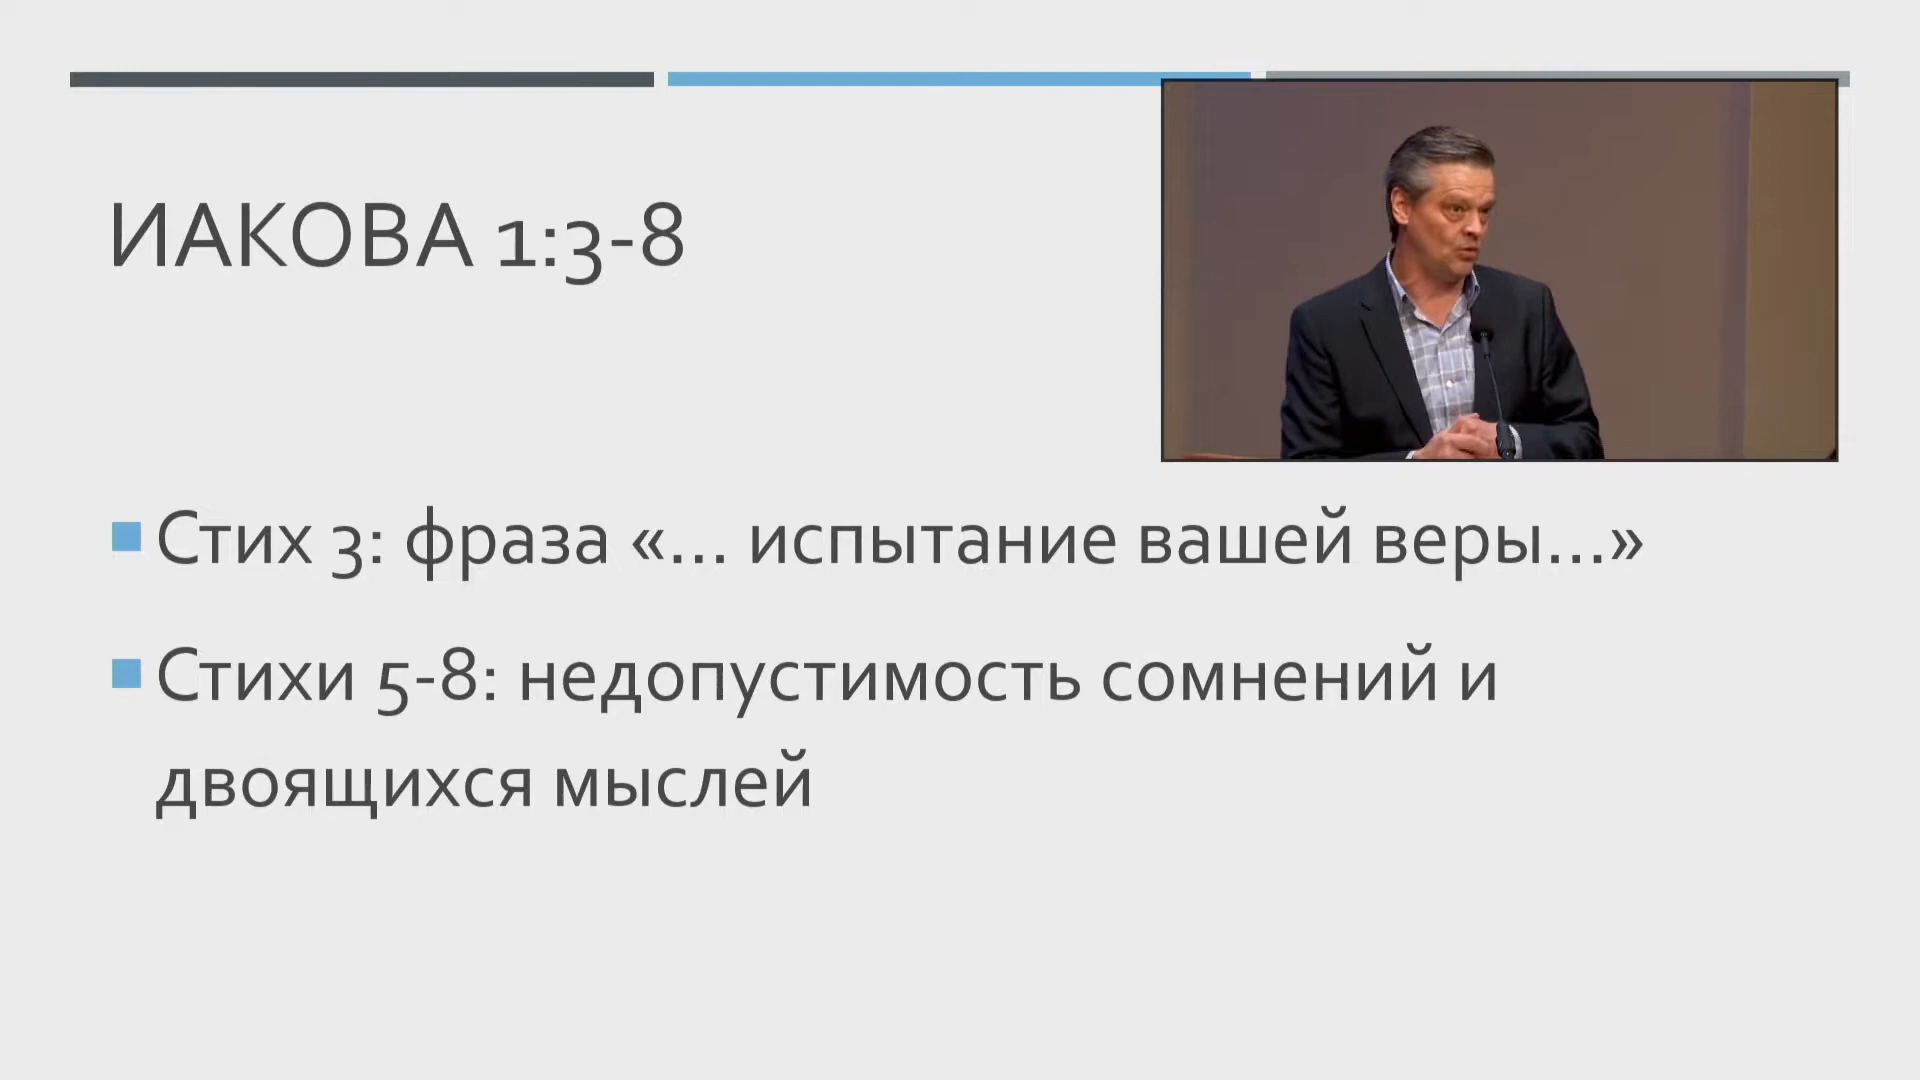 ИАКОВА 1:3-8
Стих 3: фраза «... испытание вашей веры...»
Стихи 5-8: недопустимость сомнений и
двоящихся мыслей